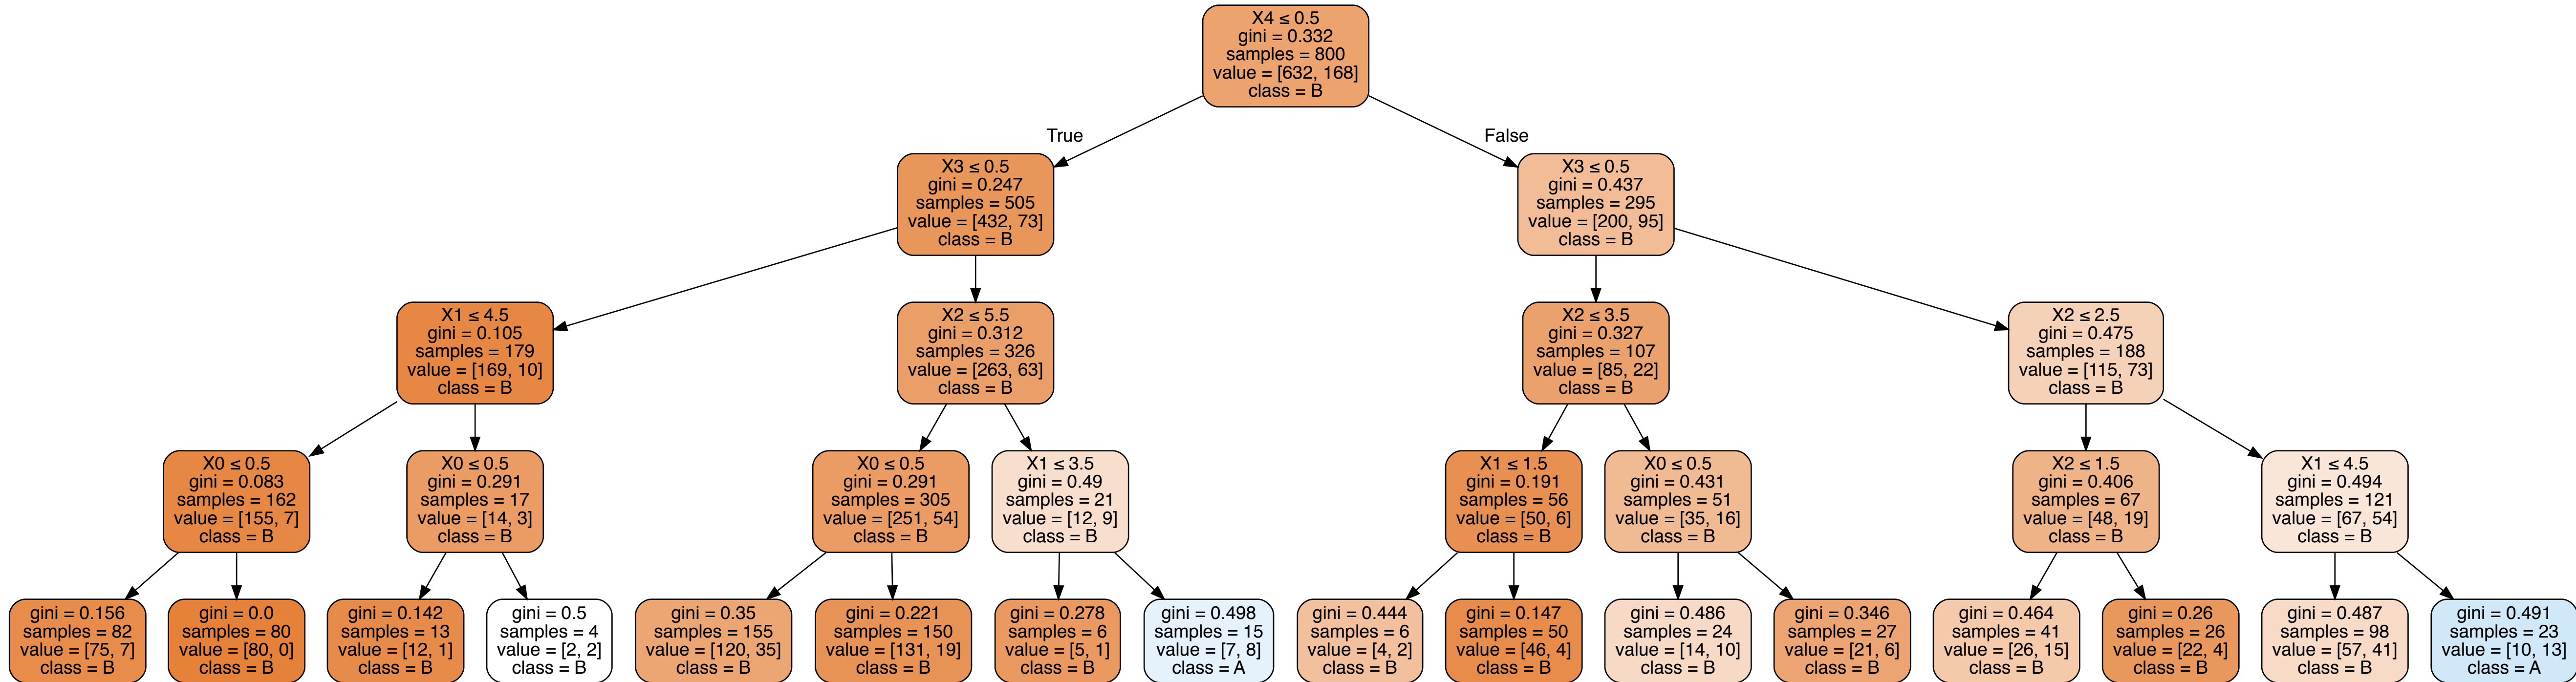 X4 ≤ 0.5
gini = 0.332
samples = 800
value = [632, 168]
class = B
True
False
X3 ≤ 0.5
gini = 0.247
samples = 505
value = [432, 73]
class = B
X3 ≤ 0.5
gini = 0.437
samples = 295
value = [200, 95]
class = B
X1 ≤ 4.5
gini = 0.105
samples = 179
value = [169, 10]
class = B
X2 ≤ 5.5
gini = 0.312
samples = 326
value = [263, 63]
class = B
X2 ≤ 3.5
gini = 0.327
samples = 107
value = [85, 22]
class = B
X2 ≤ 2.5
gini = 0.475
samples = 188
value = [115, 73]
class = B
X0 ≤ 0.5
gini = 0.083
samples = 162
value = [155, 7]
class = B
X0 ≤ 0.5
gini = 0.291
samples = 17
value = [14, 3]
class = B
X0 ≤ 0.5
gini = 0.291
samples = 305
value = [251, 54]
class = B
X1 ≤ 3.5
gini = 0.49
samples = 21
value = [12, 9]
class = B
X1 ≤ 1.5
gini = 0.191
samples = 56
value = [50, 6]
class = B
X0 ≤ 0.5
gini = 0.431
samples = 51
value = [35, 16]
class = B
X2 ≤ 1.5
gini = 0.406
samples = 67
value = [48, 19]
class = B
X1 ≤ 4.5
gini = 0.494
samples = 121
value = [67, 54]
class = B
gini = 0.156
samples = 82
value = [75, 7]
class = B
gini = 0.0
samples = 80
value = [80, 0]
class = B
gini = 0.142
samples = 13
value = [12, 1]
class = B
gini = 0.5
samples = 4
value = [2, 2]
class = B
gini = 0.35
samples = 155
value = [120, 35]
class = B
gini = 0.221
samples = 150
value = [131, 19]
class = B
gini = 0.278
samples = 6
value = [5, 1]
class = B
gini = 0.498
samples = 15
value = [7, 8]
class = A
gini = 0.444
samples = 6
value = [4, 2]
class = B
gini = 0.147
samples = 50
value = [46, 4]
class = B
gini = 0.486
samples = 24
value = [14, 10]
class = B
gini = 0.346
samples = 27
value = [21, 6]
class = B
gini = 0.464
samples = 41
value = [26, 15]
class = B
gini = 0.26
samples = 26
value = [22, 4]
class = B
gini = 0.487
samples = 98
value = [57, 41]
class = B
gini = 0.491
samples = 23
value = [10, 13]
class = A